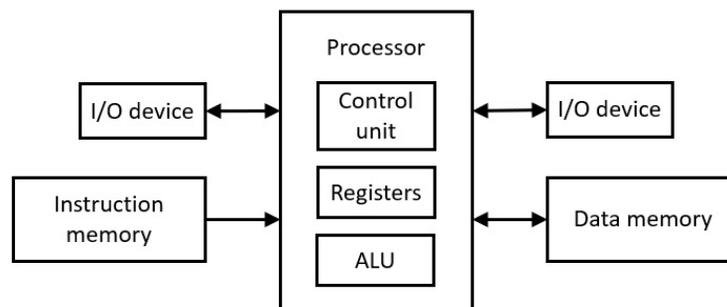 Processor
I/O device
Control
unit
I/O device
Instruction
memory
Registers
Data memory
ALU